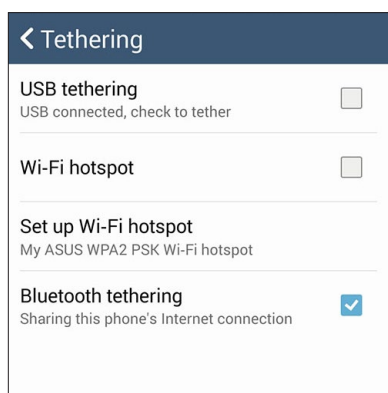 Tethering
USB tethering
USB connected, check to tether
Wi-Fi hotspot
Set up Wi-Fi hotspot
My ASUS WPA2 PSK Wi-Fi hotspot
Bluetooth tethering
Sharing this phone's Internet connection